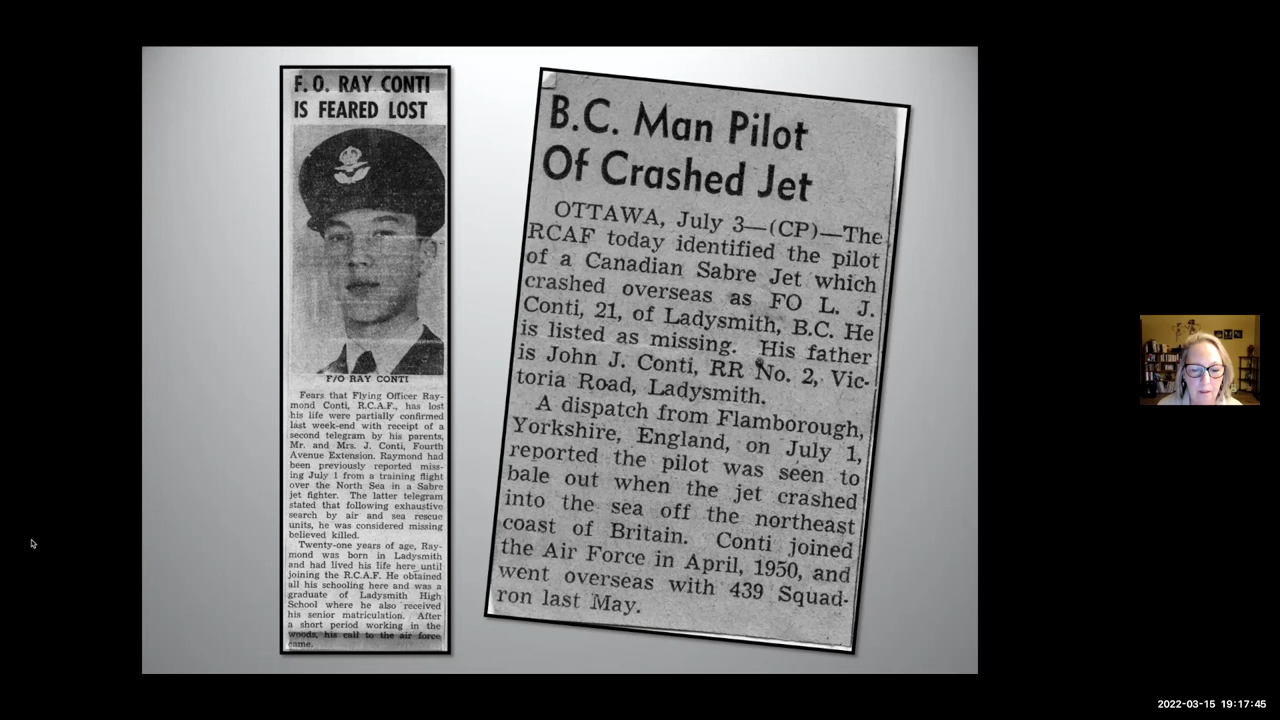 F. O. RAY CONTI
IS FEARED LOST
F/O RAY CONTI
Fears that Flying Officer Ray-
mond Conti, R.C.A.F., has lost
his life were partially confirmed
last week-end with receipt of a
second telegram by his parents,
Mr. and Mrs. J. Conti, Fourth
Avenue Extension. Raymond had
been previously reported miss-
ing July 1 from a training flight
over the North Sea in a Sabre
jet fighter. The latter telegram
stated that following exhaustive
search by air and sea rescue
units, he was considered missing
believed killed.
Twenty-one years of age, Ray-
mond was born in Ladysmith
and had lived his life here until
joining the R.C.A.F. He obtained
all his schooling here and was a
graduate of Ladysmith High
School where he also received
his senior matriculation. After
a short period working in the
woods, his call to the air force
came.
B.C. Man Pilot
Of Crashed Jet
OTTAWA, July 3—(CP)—The
RCAF today identified the pilot
of a Canadian Sabre Jet which
crashed overseas as FO L. J.
Conti, 21, of Ladysmith, B.C. He
is listed as missing. His father
is John J. Conti, RR No. 2, Vic-
toria Road, Ladysmith.
A dispatch from Flamborough,
Yorkshire, England, on July 1,
reported the pilot was seen to
bale out when the jet crashed
into the sea off the northeast
coast of Britain. Conti joined
the Air Force in April, 1950, and
went overseas with 439 Squad-
ron last May.
2022-03-15 19:17:45